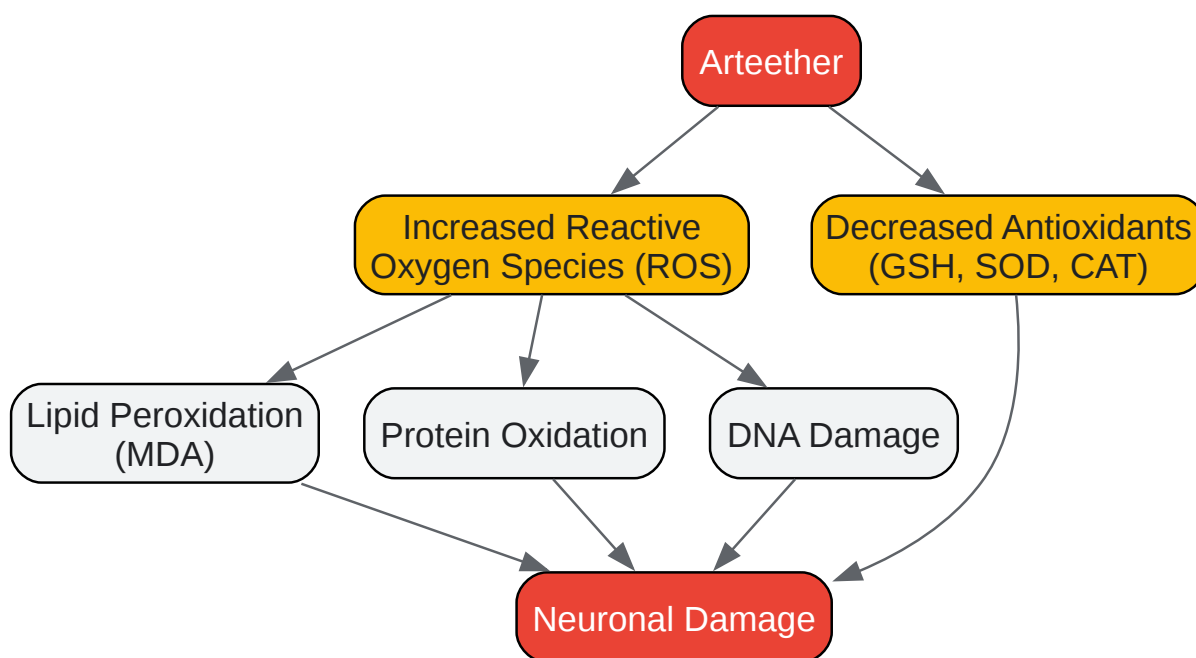 Arteether
Increased Reactive
Oxygen Species (ROS)
Decreased Antioxidants
(GSH, SOD, CAT)
Lipid Peroxidation
(MDA)
Protein Oxidation
DNA Damage
Neuronal Damage